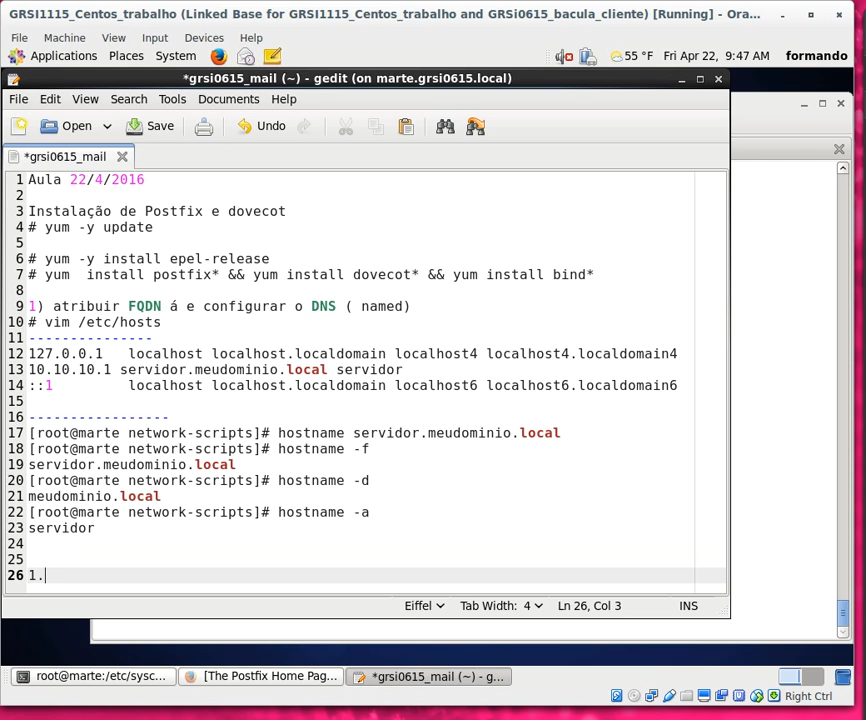 GRSI1115_Centos_trabalho (Linked Base for GRSI1115_Centos_trabalho and GRSi0615_bacula_cliente) [Running] - Ora...
File Machine View Input Devices Help
Applications Places System 55 °F Fri Apr 22, 9:47 AM formando
*grsi0615_mail (~) - gedit (on marte.grsi0615.local)
File Edit View Search Tools Documents Help
Open Save Undo
*grsi0615_mail
1 Aula 22/4/2016
2
3 Instalação de Postfix e dovecot
4 # yum -y update
5
6 # yum -y install epel-release
7 # yum  install postfix* && yum install dovecot* && yum install bind*
8
9 1) atribuir FQDN á e configurar o DNS ( named)
10 # vim /etc/hosts
11 ---------------
12 127.0.0.1   localhost localhost.localdomain localhost4 localhost4.localdomain4
13 10.10.10.1 servidor.meudominio.local servidor
14 ::1         localhost localhost.localdomain localhost6 localhost6.localdomain6
15
16 -----------------
17 [root@marte network-scripts]# hostname servidor.meudominio.local
18 [root@marte network-scripts]# hostname -f
19 servidor.meudominio.local
20 [root@marte network-scripts]# hostname -d
21 meudominio.local
22 [root@marte network-scripts]# hostname -a
23 servidor
24
25
26 1.
Eiffel Tab Width: 4 Ln 26, Col 3 INS
root@marte:/etc/sysc... [The Postfix Home Pag... *grsi0615_mail (~) - g...
Right Ctrl